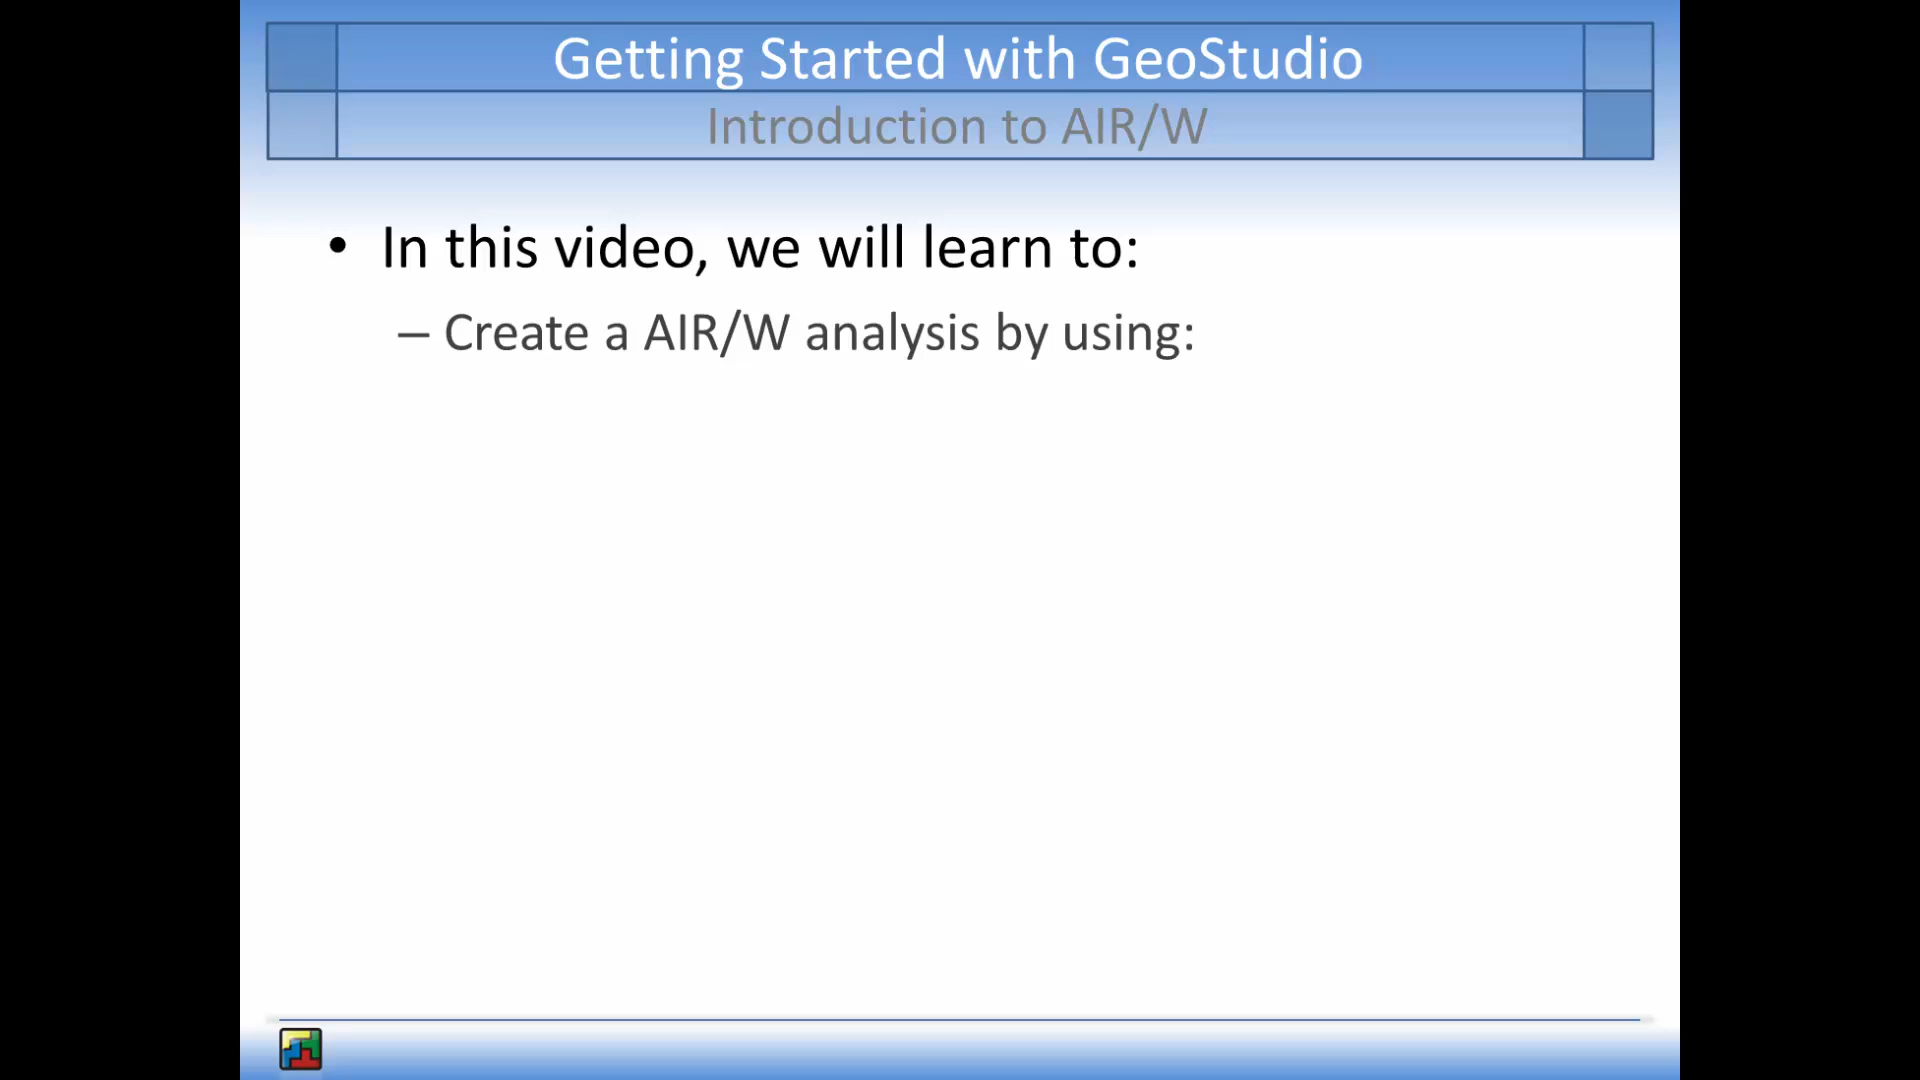 Getting Started with GeoStudio
Introduction to AIR/W
• In this video, we will learn to:
– Create a AIR/W analysis by using: